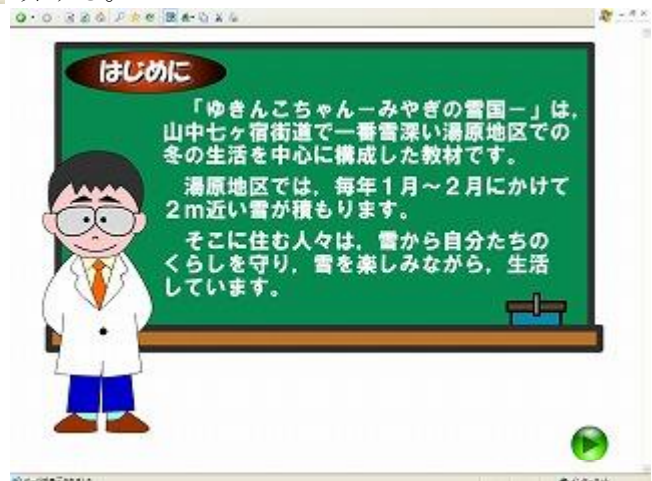 はじめに
「ゆきんこちゃんーみやぎの雪国ー」は，
山中七ヶ宿街道で一番雪深い湯原地区での
冬の生活を中心に構成した教材です。
湯原地区では，毎年１月～２月にかけて
２ｍ近い雪が積もります。
そこに住む人々は，雪から自分たちの
くらしを守り，雪を楽しみながら，生活
しています。